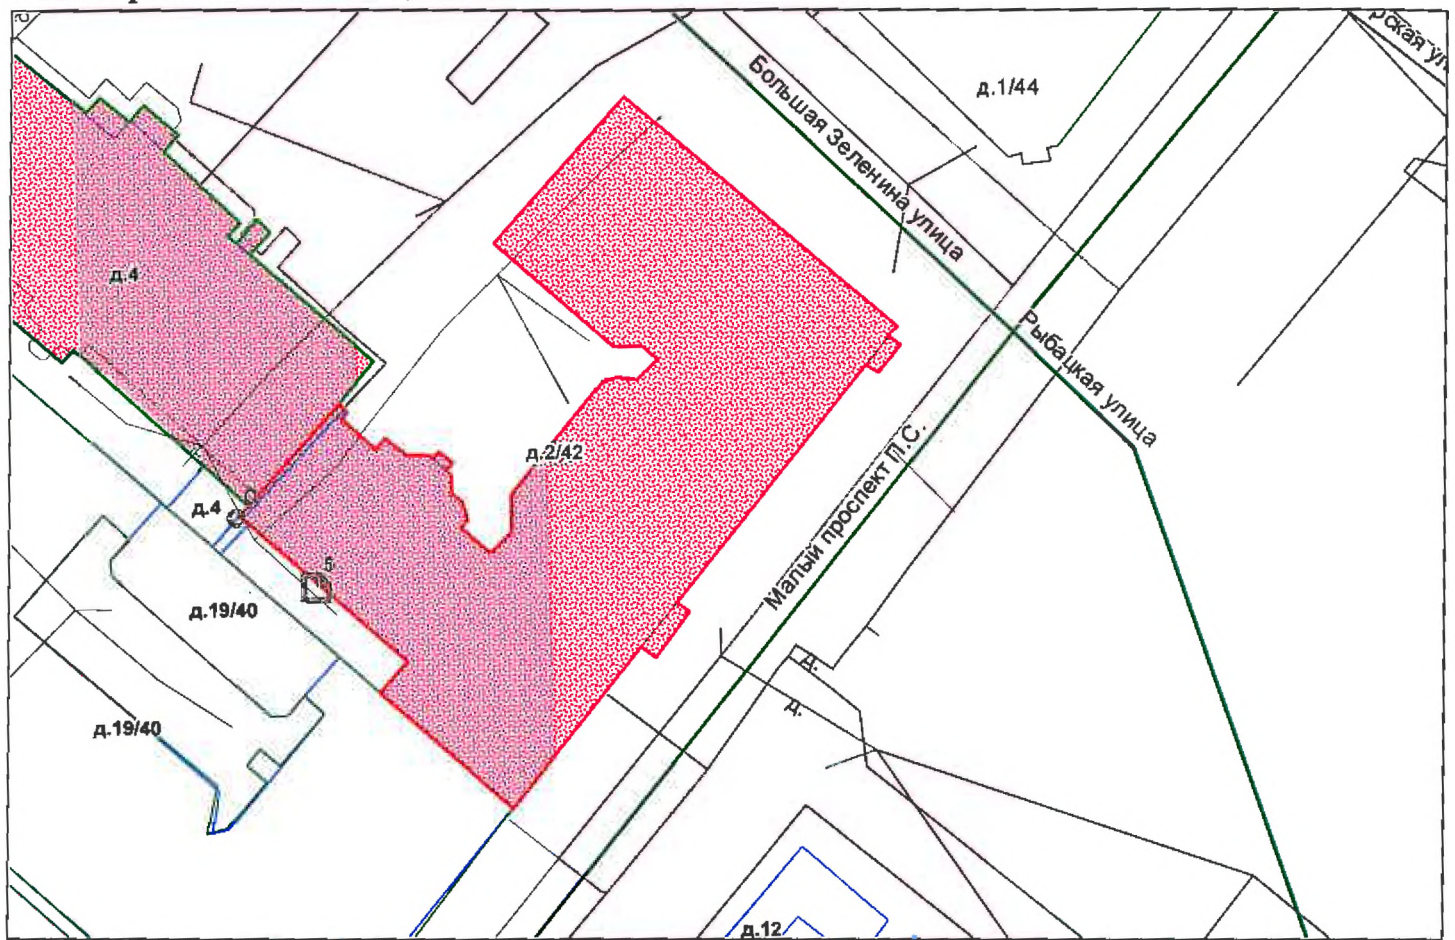 д.1/44
Большая Зеленина улица
д.4
Рыбацкая улица
д.2/42
Малый проспект П.С.
д.4
5
д.19/40
д.19/40
д.
д.
д.12